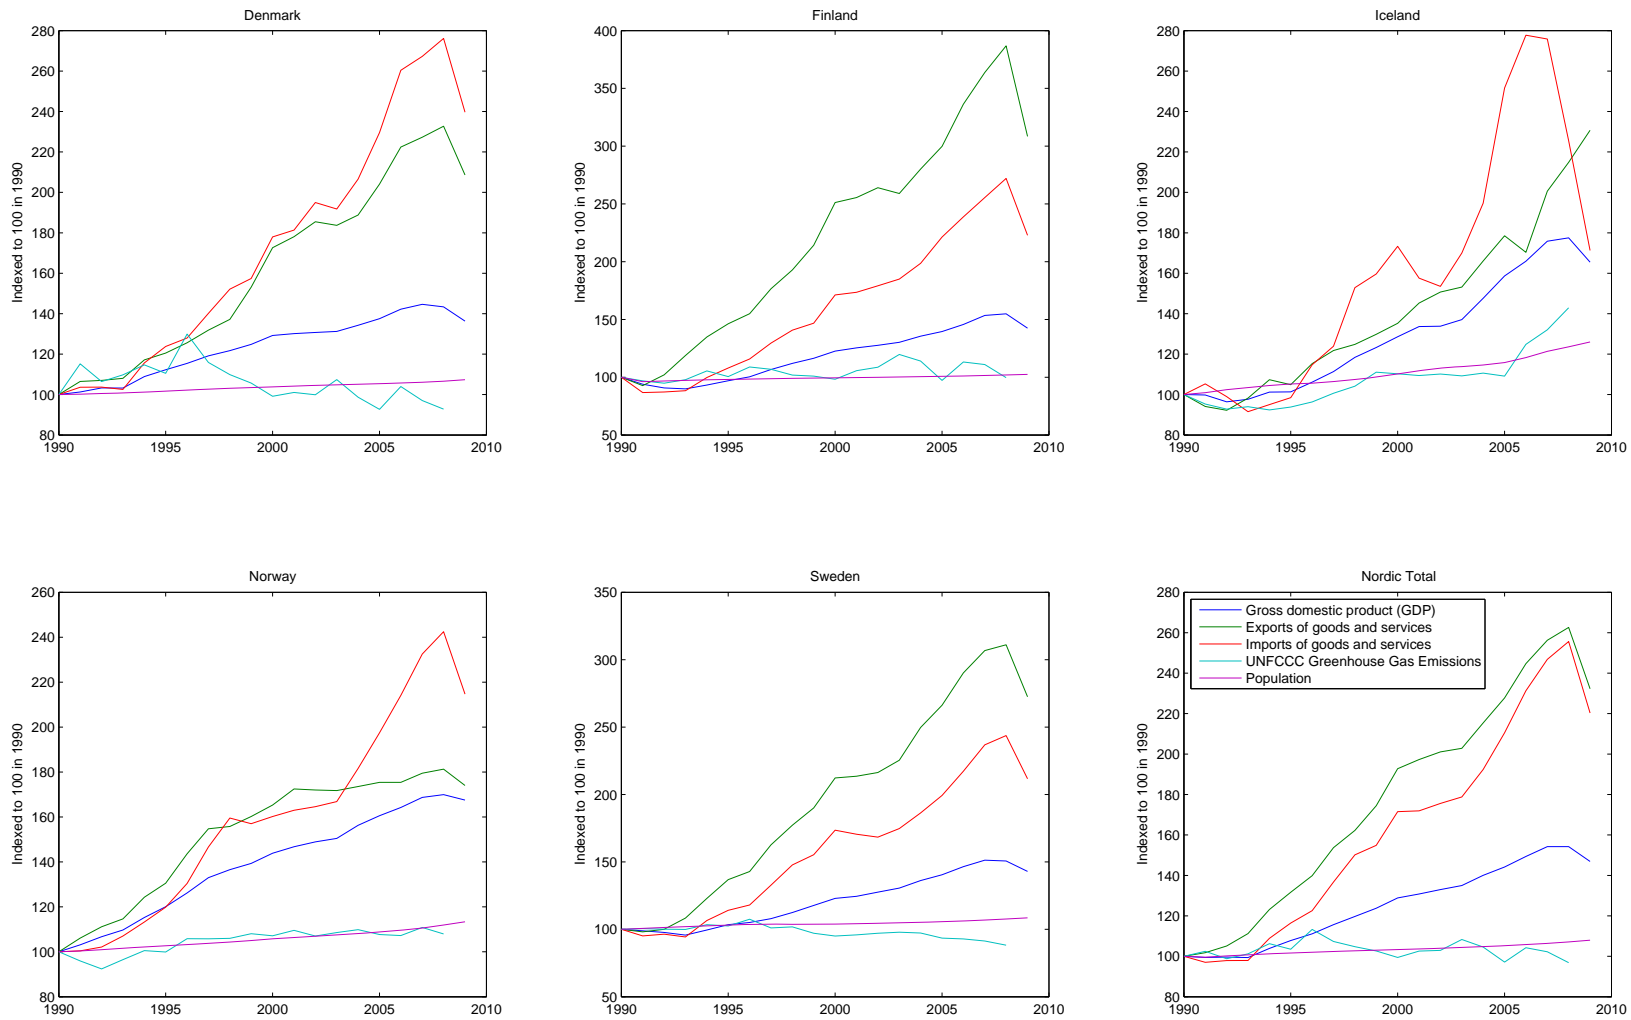 Denmark
Indexed to 100 in 1990
280
260
240
220
200
180
160
140
120
100
80
1990 1995 2000 2005 2010
Finland
Indexed to 100 in 1990
400
350
300
250
200
150
100
50
1990 1995 2000 2005 2010
Iceland
Indexed to 100 in 1990
280
260
240
220
200
180
160
140
120
100
80
1990 1995 2000 2005 2010
Norway
Indexed to 100 in 1990
260
240
220
200
180
160
140
120
100
80
1990 1995 2000 2005 2010
Sweden
Indexed to 100 in 1990
350
300
250
200
150
100
50
1990 1995 2000 2005 2010
Nordic Total
Indexed to 100 in 1990
280
260
240
220
200
180
160
140
120
100
80
1990 1995 2000 2005 2010
Gross domestic product (GDP)
Exports of goods and services
Imports of goods and services
UNFCCC Greenhouse Gas Emissions
Population